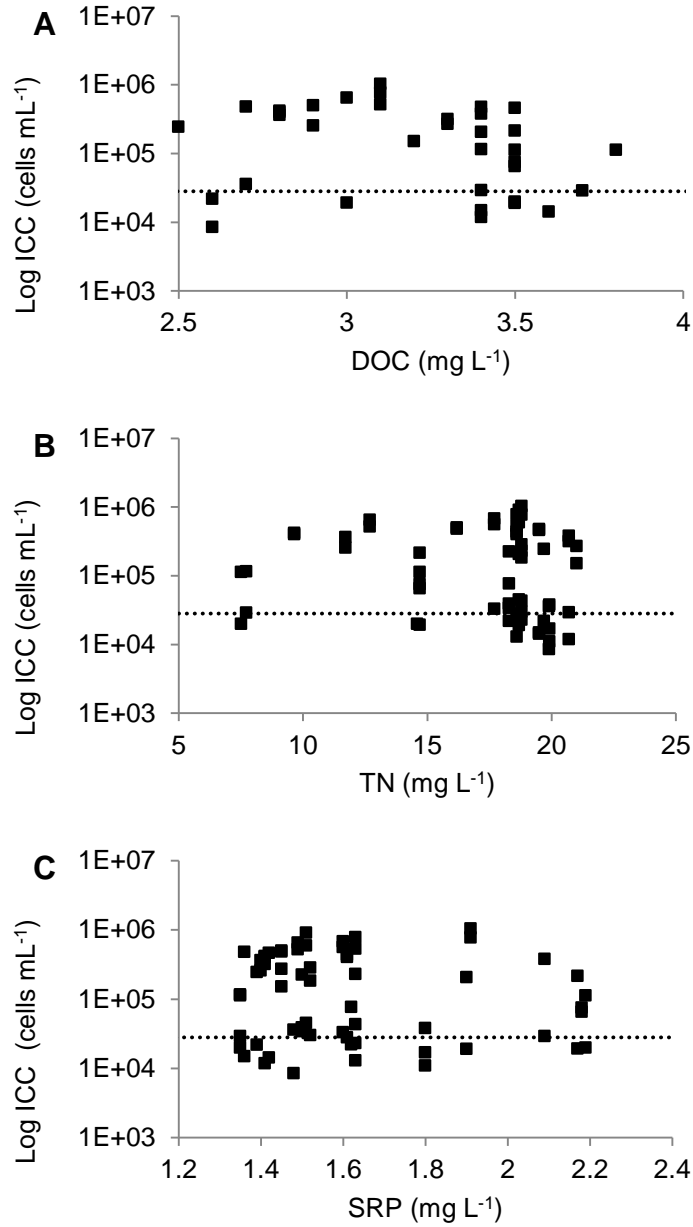 A
1E+07
1E+06
1E+05
1E+04
1E+03
Log ICC (cells mL⁻¹)
2.5 3 3.5 4
DOC (mg L⁻¹)
B
1E+07
1E+06
1E+05
1E+04
1E+03
Log ICC (cells mL⁻¹)
5 10 15 20 25
TN (mg L⁻¹)
C
1E+07
1E+06
1E+05
1E+04
1E+03
Log ICC (cells mL⁻¹)
1.2 1.4 1.6 1.8 2 2.2 2.4
SRP (mg L⁻¹)